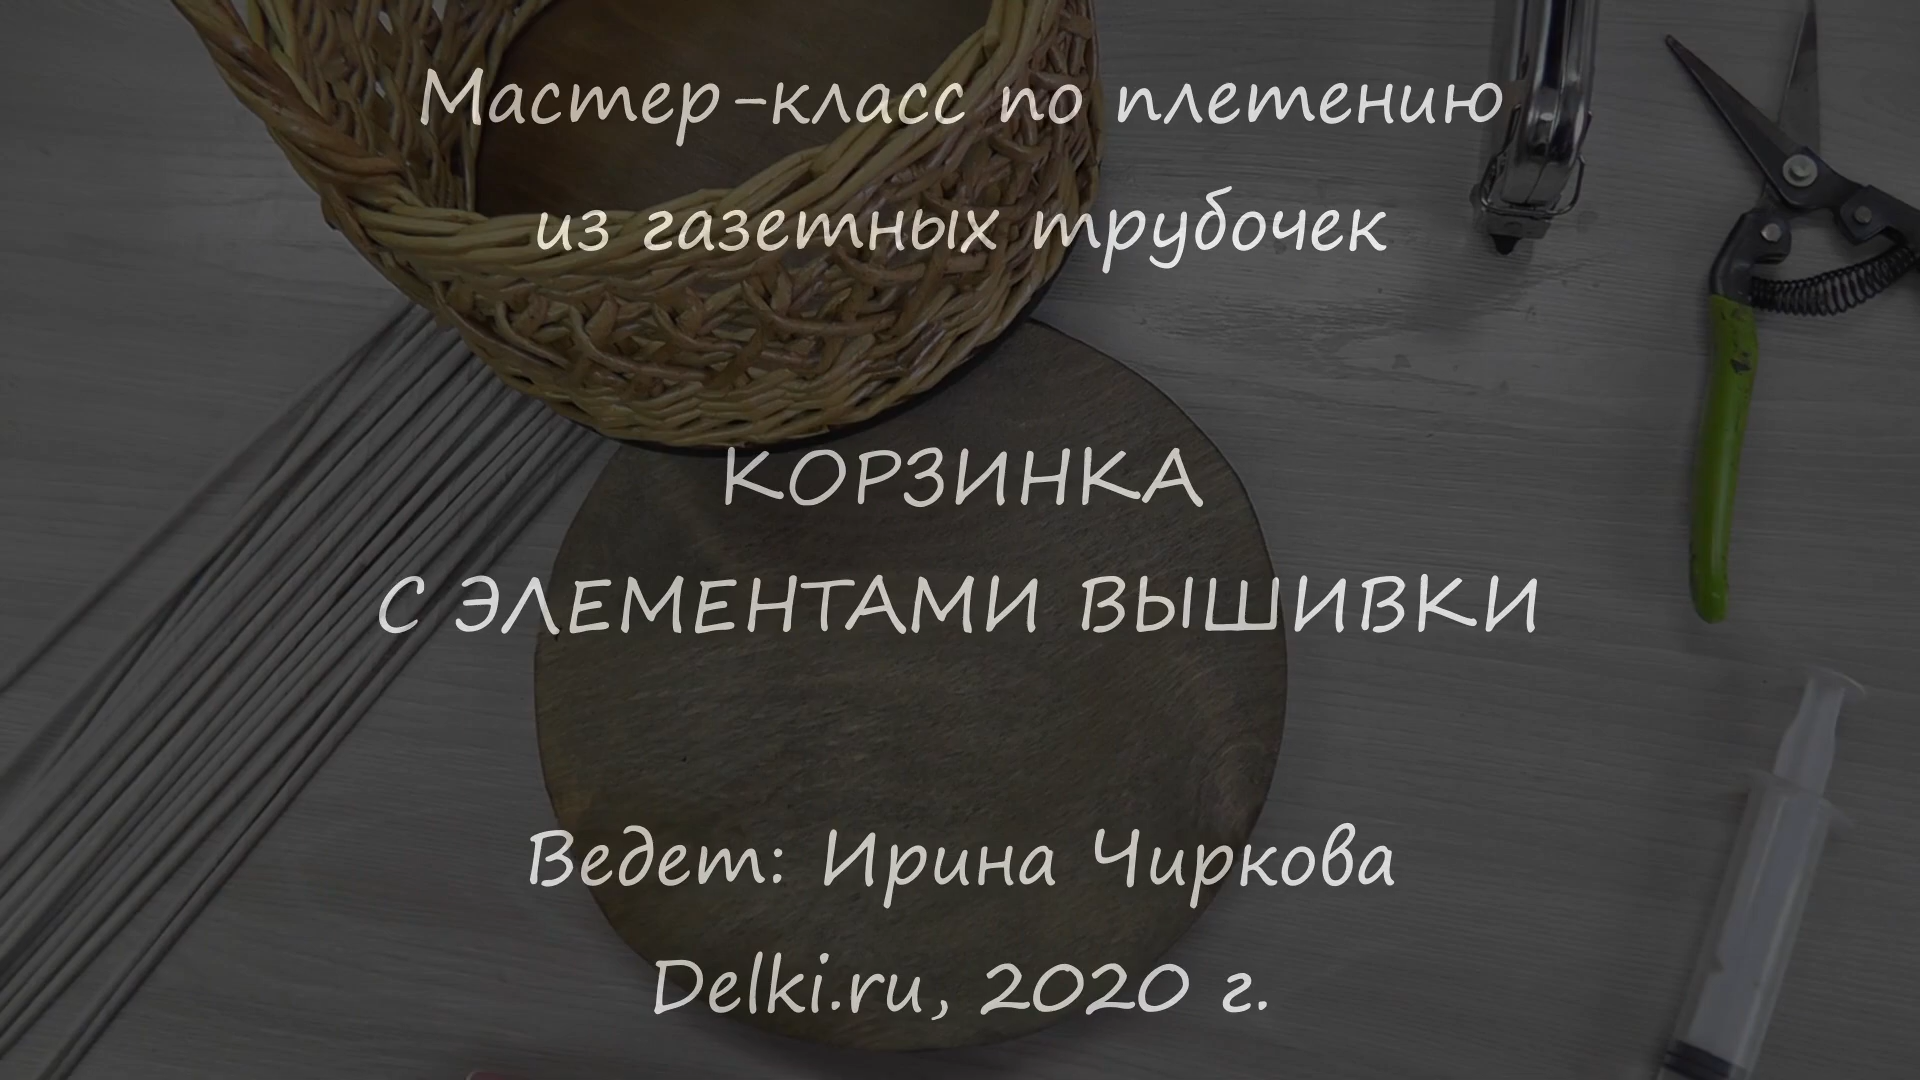 Мастер-класс по плетению
из газетных трубочек
КОРЗИНКА
С ЭЛЕМЕНТАМИ ВЫШИВКИ
Ведет: Ирина Чиркова
Delki.ru, 2020 г.